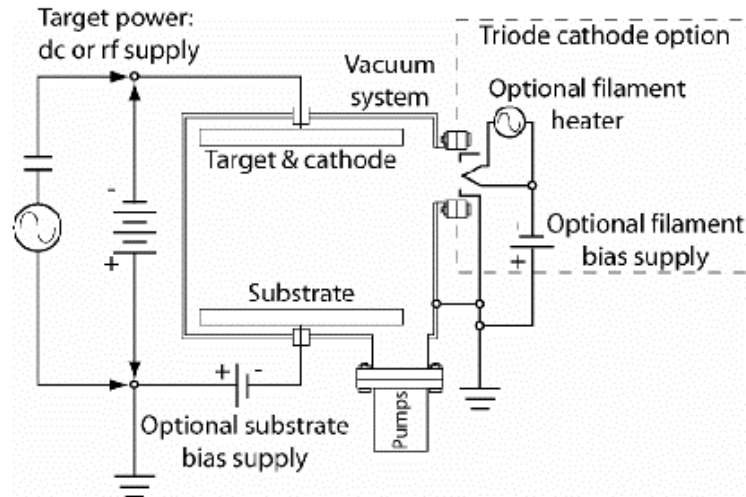 Target power:
dc or rf supply
Triode cathode option
Vacuum
system
Optional filament
heater
Target & cathode
-
+
Optional filament
bias supply
+
Substrate
+ -
Optional substrate
bias supply
Pumps